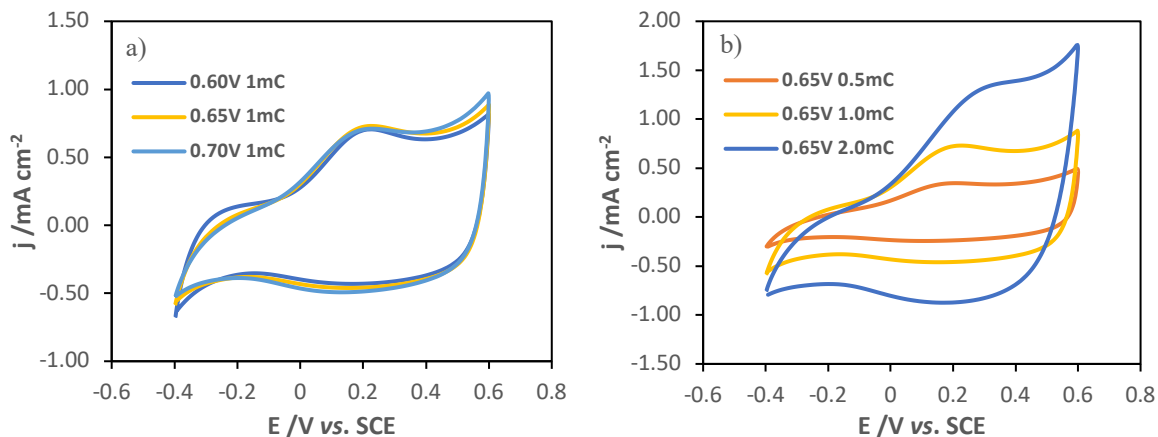 a)
0.60V 1mC
0.65V 1mC
0.70V 1mC
1.50
1.00
0.50
0.00
-0.50
-1.00
j /mA cm⁻²
-0.6 -0.4 -0.2 0 0.2 0.4 0.6 0.8
E /V vs. SCE
b)
0.65V 0.5mC
0.65V 1.0mC
0.65V 2.0mC
2.00
1.50
1.00
0.50
0.00
-0.50
-1.00
-1.50
j /mA cm⁻²
-0.6 -0.4 -0.2 0 0.2 0.4 0.6 0.8
E /V vs. SCE